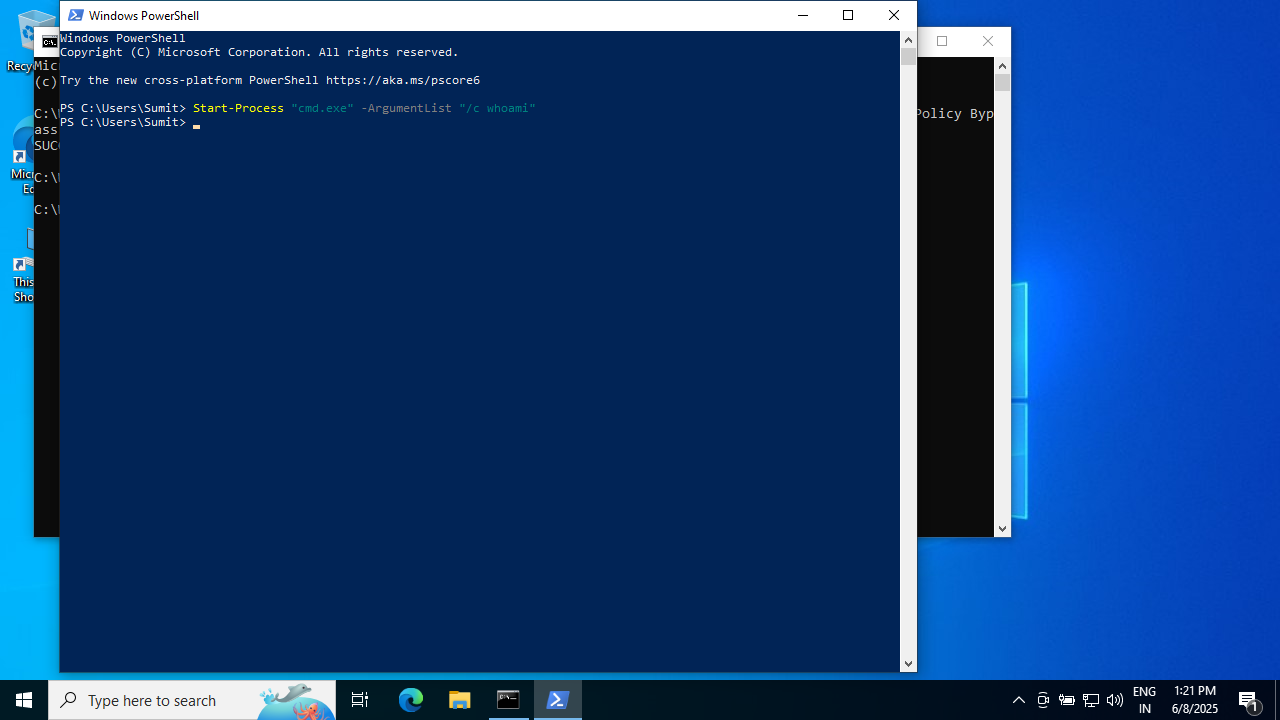 Windows PowerShell
Windows PowerShell
Copyright (C) Microsoft Corporation. All rights reserved.
Try the new cross-platform PowerShell https://aka.ms/pscore6
PS C:\Users\Sumit> Start-Process "cmd.exe" -ArgumentList "/c whoami"
PS C:\Users\Sumit>
Recy
Mic
(c)
C:\
Policy Byp
ass
SUC
Mic
C:\
Ed
C:\
This
Sho
Type here to search
ENG
IN
1:21 PM
6/8/2025
1